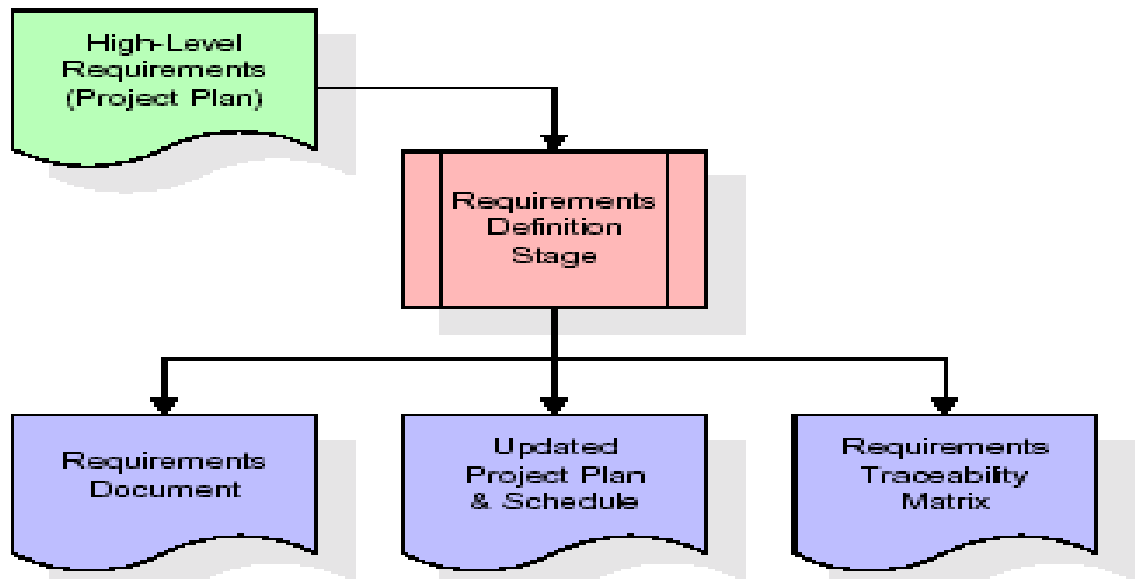 High-Level
Requirements
(Project Plan)
Requirements
Definition
Stage
Requirements
Document
Updated
Project Plan
& Schedule
Requirements
Traceability
Matrix